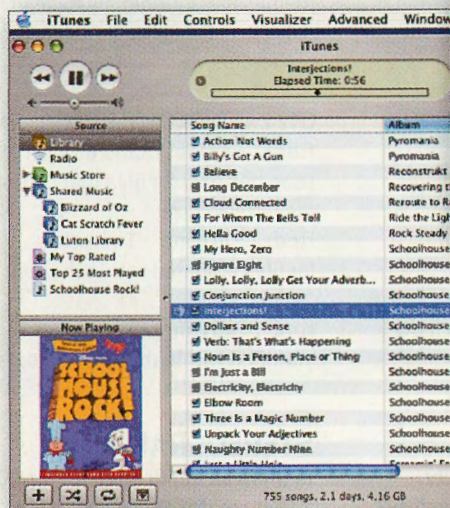 iTunes File Edit Controls Visualizer Advanced Window
iTunes
Interjections!
Elapsed Time: 0:56
Source
Library
Radio
Music Store
Shared Music
Blizzard of Oz
Cat Scratch Fever
Luton Library
My Top Rated
Top 25 Most Played
Schoolhouse Rock!
Song Name Album
Action Not Words Pyromania
Billy's Got A Gun Pyromania
Believe Reconstrukt
Long December Recovering t
Cloud Connected Reroute to R
For Whom The Bells Toll Ride the Ligh
Hella Good Rock Steady
My Hero, Zero Schoolhouse
Figure Eight Schoolhouse
Lolly, Lolly, Lolly Get Your Adverb... Schoolhouse
Conjunction Junction Schoolhouse
Interjections! Schoolhouse
Dollars and Sense Schoolhouse
Verb: That's What's Happening Schoolhouse
Noun Is a Person, Place or Thing Schoolhouse
I'm Just a Bill Schoolhouse
Electricity, Electricity Schoolhouse
Elbow Room Schoolhouse
Three Is a Magic Number Schoolhouse
Unpack Your Adjectives Schoolhouse
Naughty Number Nine Schoolhouse
Now Playing
SCHOOL
HOUSE
ROCK!
755 songs, 2.1 days, 4.16 GB